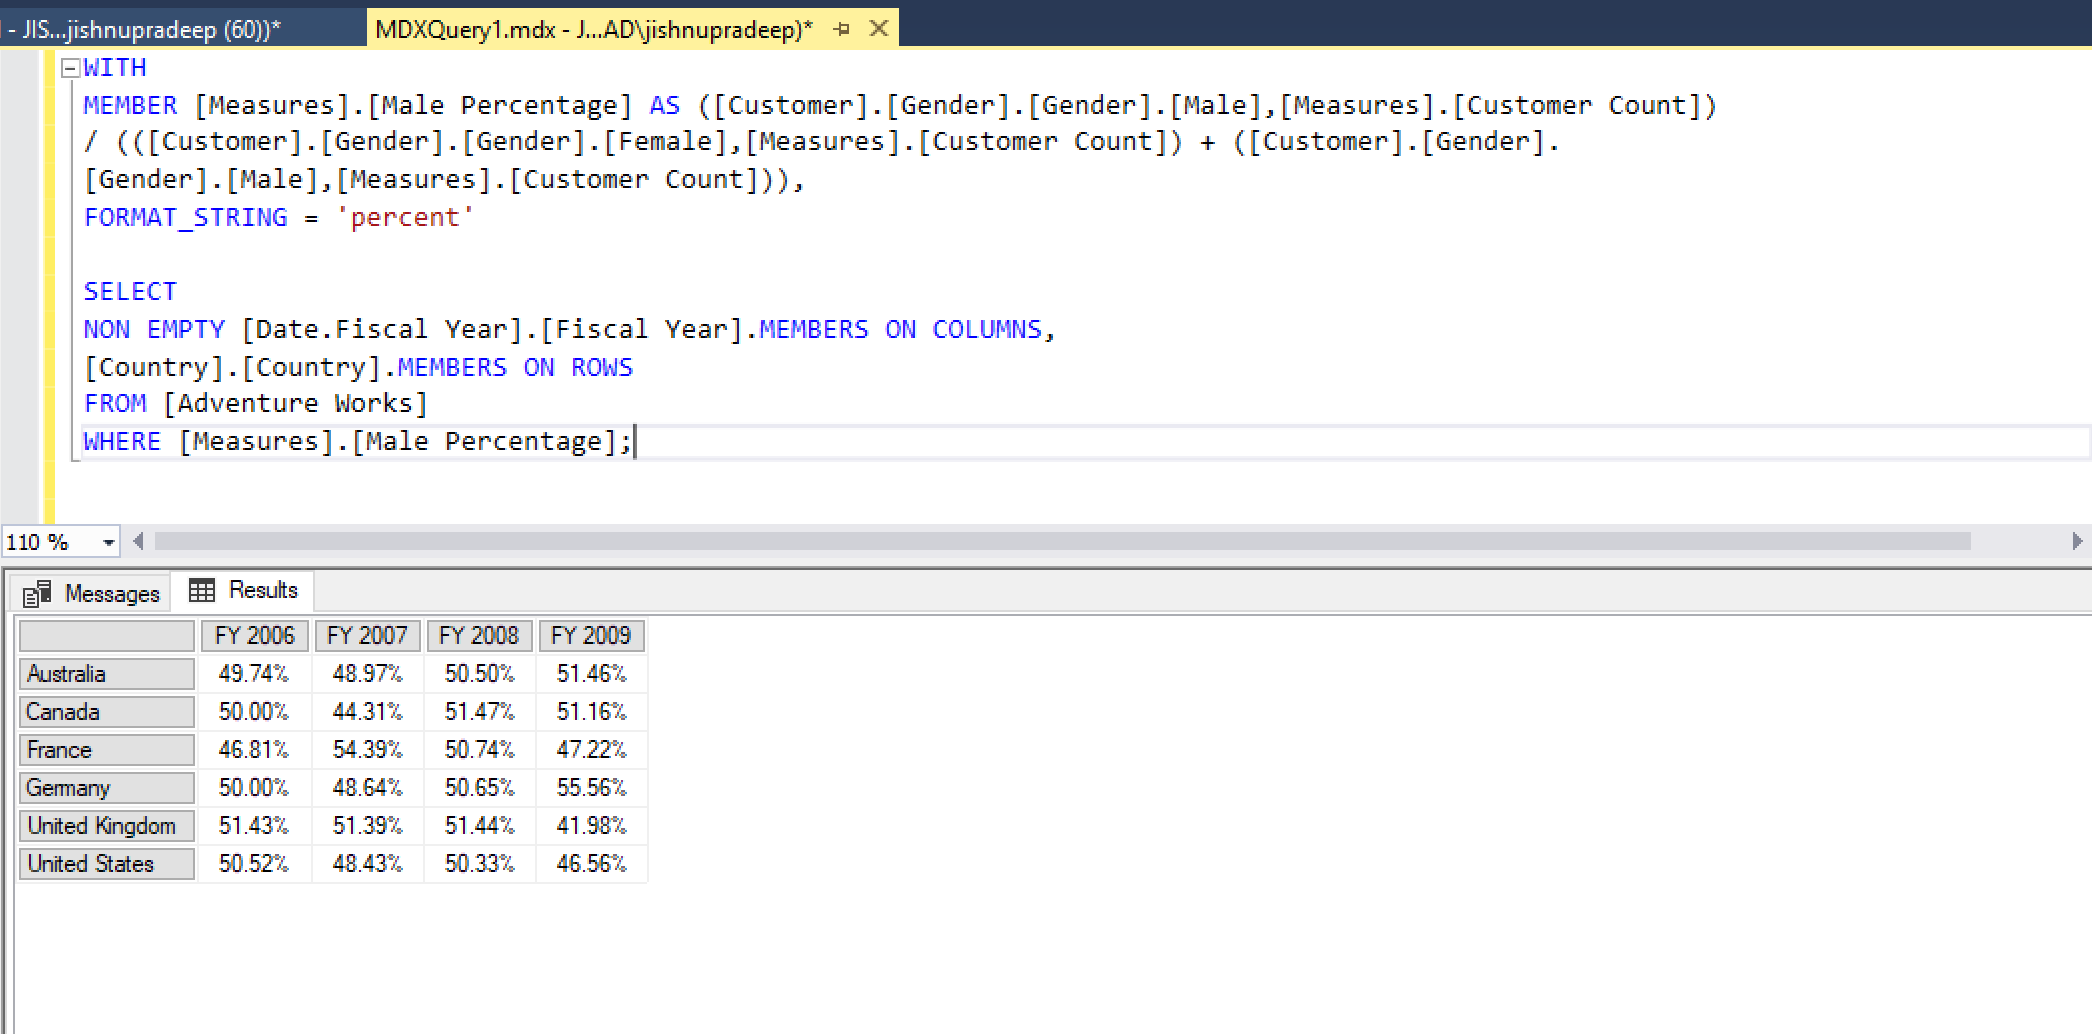 - JIS...jishnupradeep (60))* MDXQuery1.mdx - J...AD\jishnupradeep)*
WITH
MEMBER [Measures].[Male Percentage] AS ([Customer].[Gender].[Gender].[Male],[Measures].[Customer Count])
/ (([Customer].[Gender].[Gender].[Female],[Measures].[Customer Count]) + ([Customer].[Gender].
[Gender].[Male],[Measures].[Customer Count])),
FORMAT_STRING = 'percent'
SELECT
NON EMPTY [Date.Fiscal Year].[Fiscal Year].MEMBERS ON COLUMNS,
[Country].[Country].MEMBERS ON ROWS
FROM [Adventure Works]
WHERE [Measures].[Male Percentage];
110 %
Messages Results
FY 2006 FY 2007 FY 2008 FY 2009
Australia 49.74% 48.97% 50.50% 51.46%
Canada 50.00% 44.31% 51.47% 51.16%
France 46.81% 54.39% 50.74% 47.22%
Germany 50.00% 48.64% 50.65% 55.56%
United Kingdom 51.43% 51.39% 51.44% 41.98%
United States 50.52% 48.43% 50.33% 46.56%